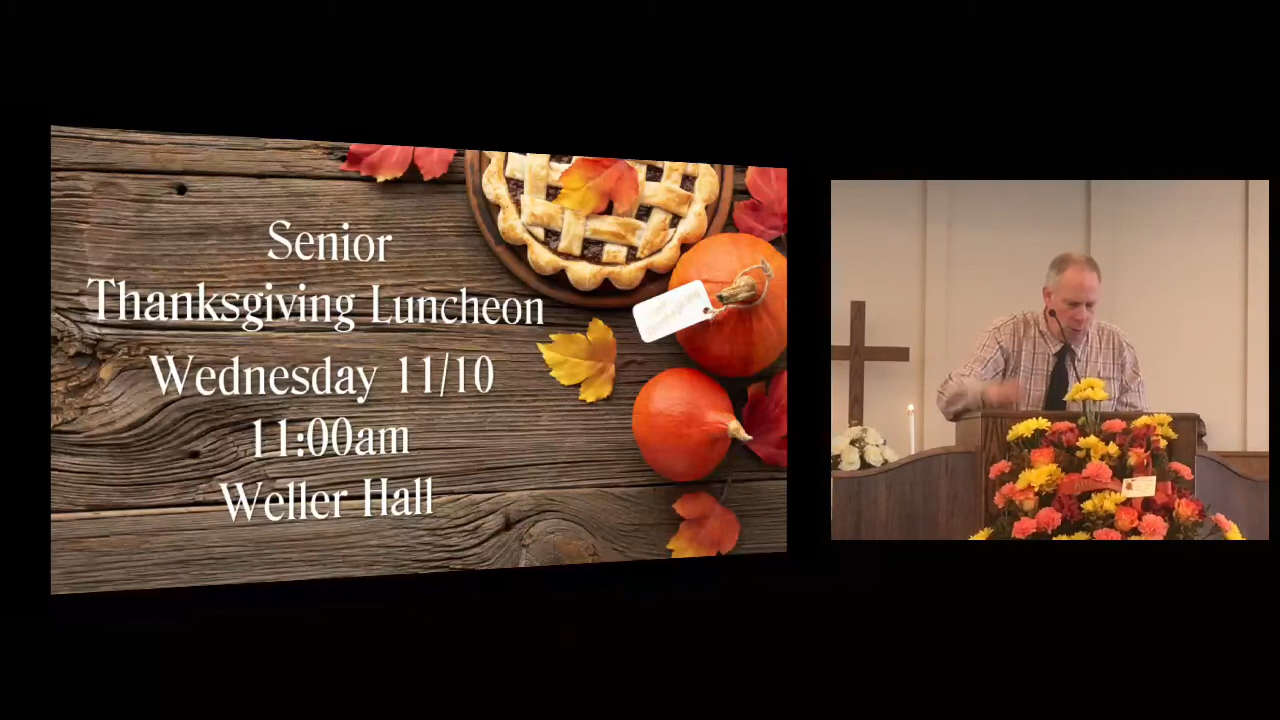 Senior
Thanksgiving Luncheon
Wednesday 11/10
11:00am
Weller Hall